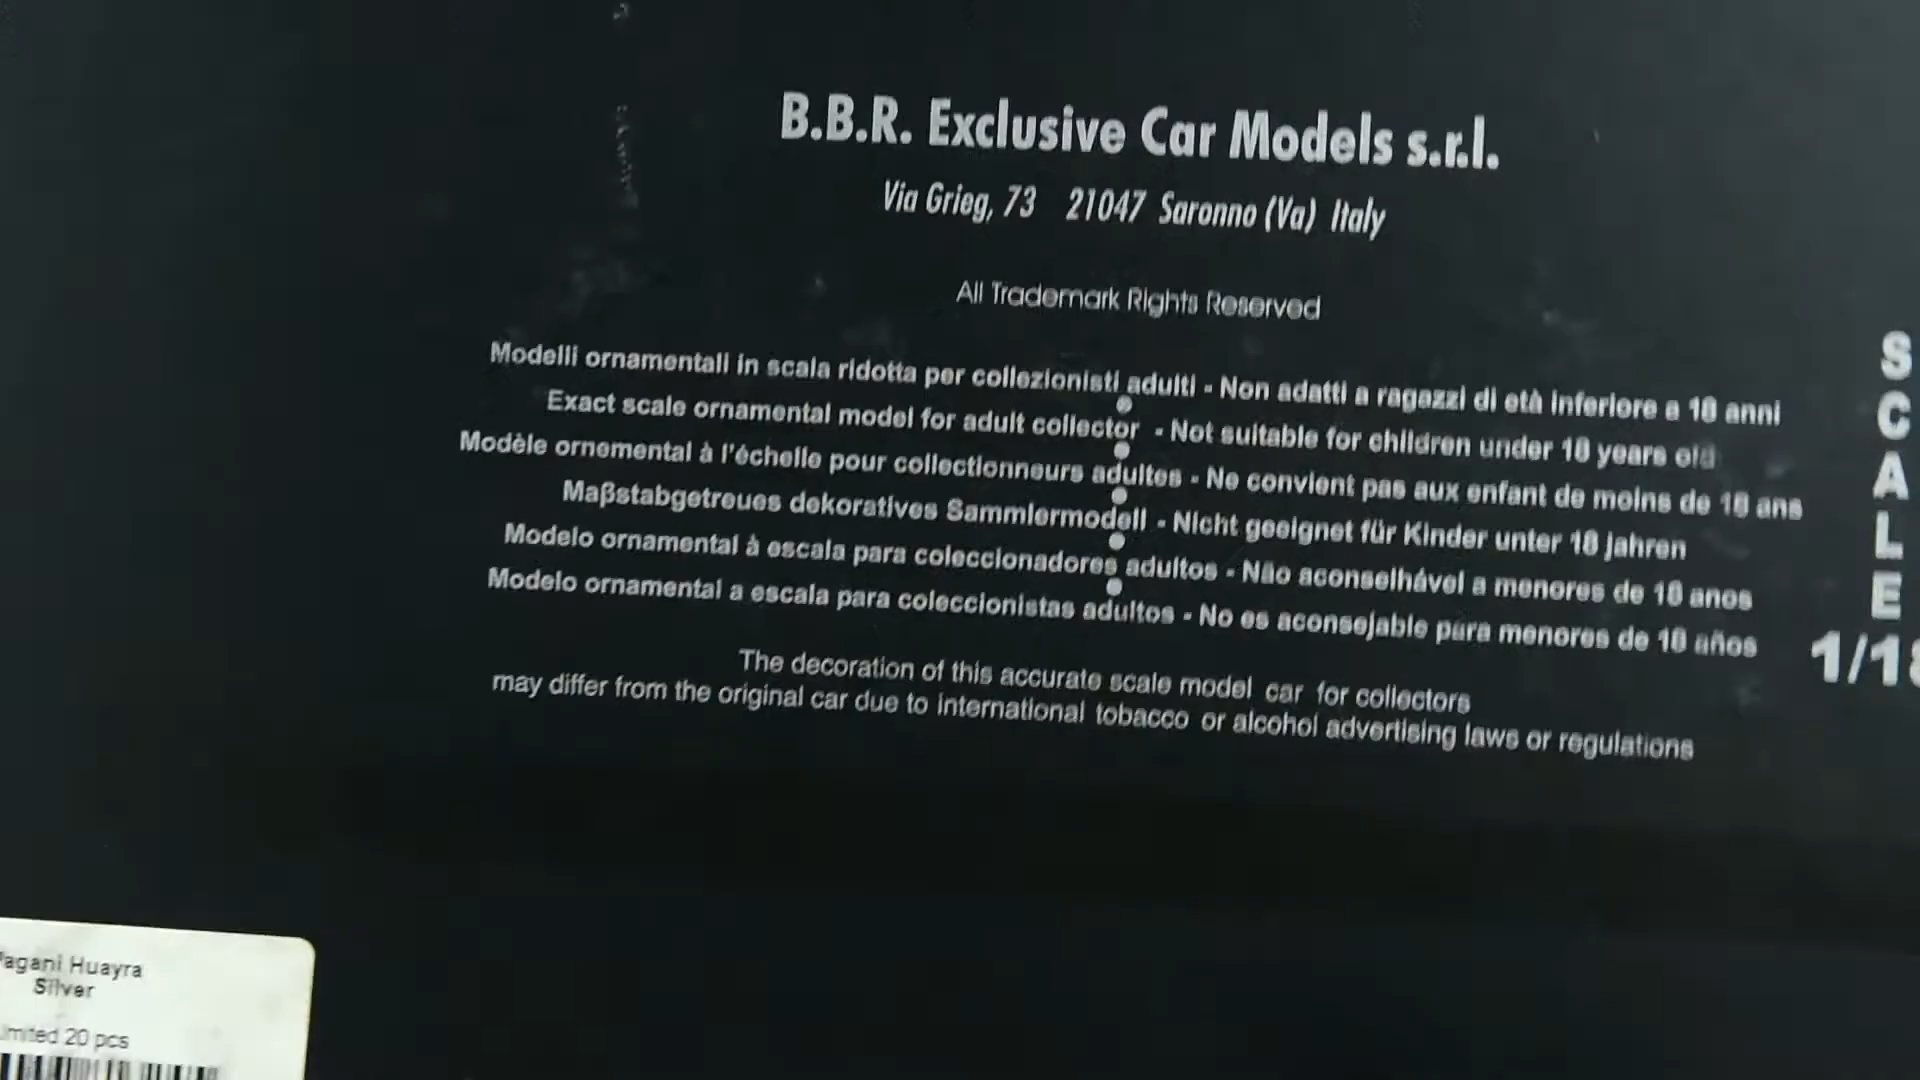 B.B.R. Exclusive Car Models s.r.l.
Via Grieg, 73 21047 Saronno (Va) Italy
All Trademark Rights Reserved
Modelli ornamentali in scala ridotta per collezionisti adulti - Non adatti a ragazzi di età inferiore a 18 anni
Exact scale ornamental model for adult collector - Not suitable for children under 18 years old
Modèle ornemental à l'échelle pour collectionneurs adultes - Ne convient pas aux enfant de moins de 18 ans
Maβstabgetreues dekoratives Sammlermodell - Nicht geeignet für Kinder unter 18 jahren
Modelo ornamental à escala para coleccionadores adultos - Não aconselhável a menores de 18 anos
Modelo ornamental a escala para coleccionistas adultos - No es aconsejable para menores de 18 años
The decoration of this accurate scale model car for collectors
may differ from the original car due to international tobacco or alcohol advertising laws or regulations
SCALE
1/18
Pagani Huayra
Silver
Limited 20 pcs